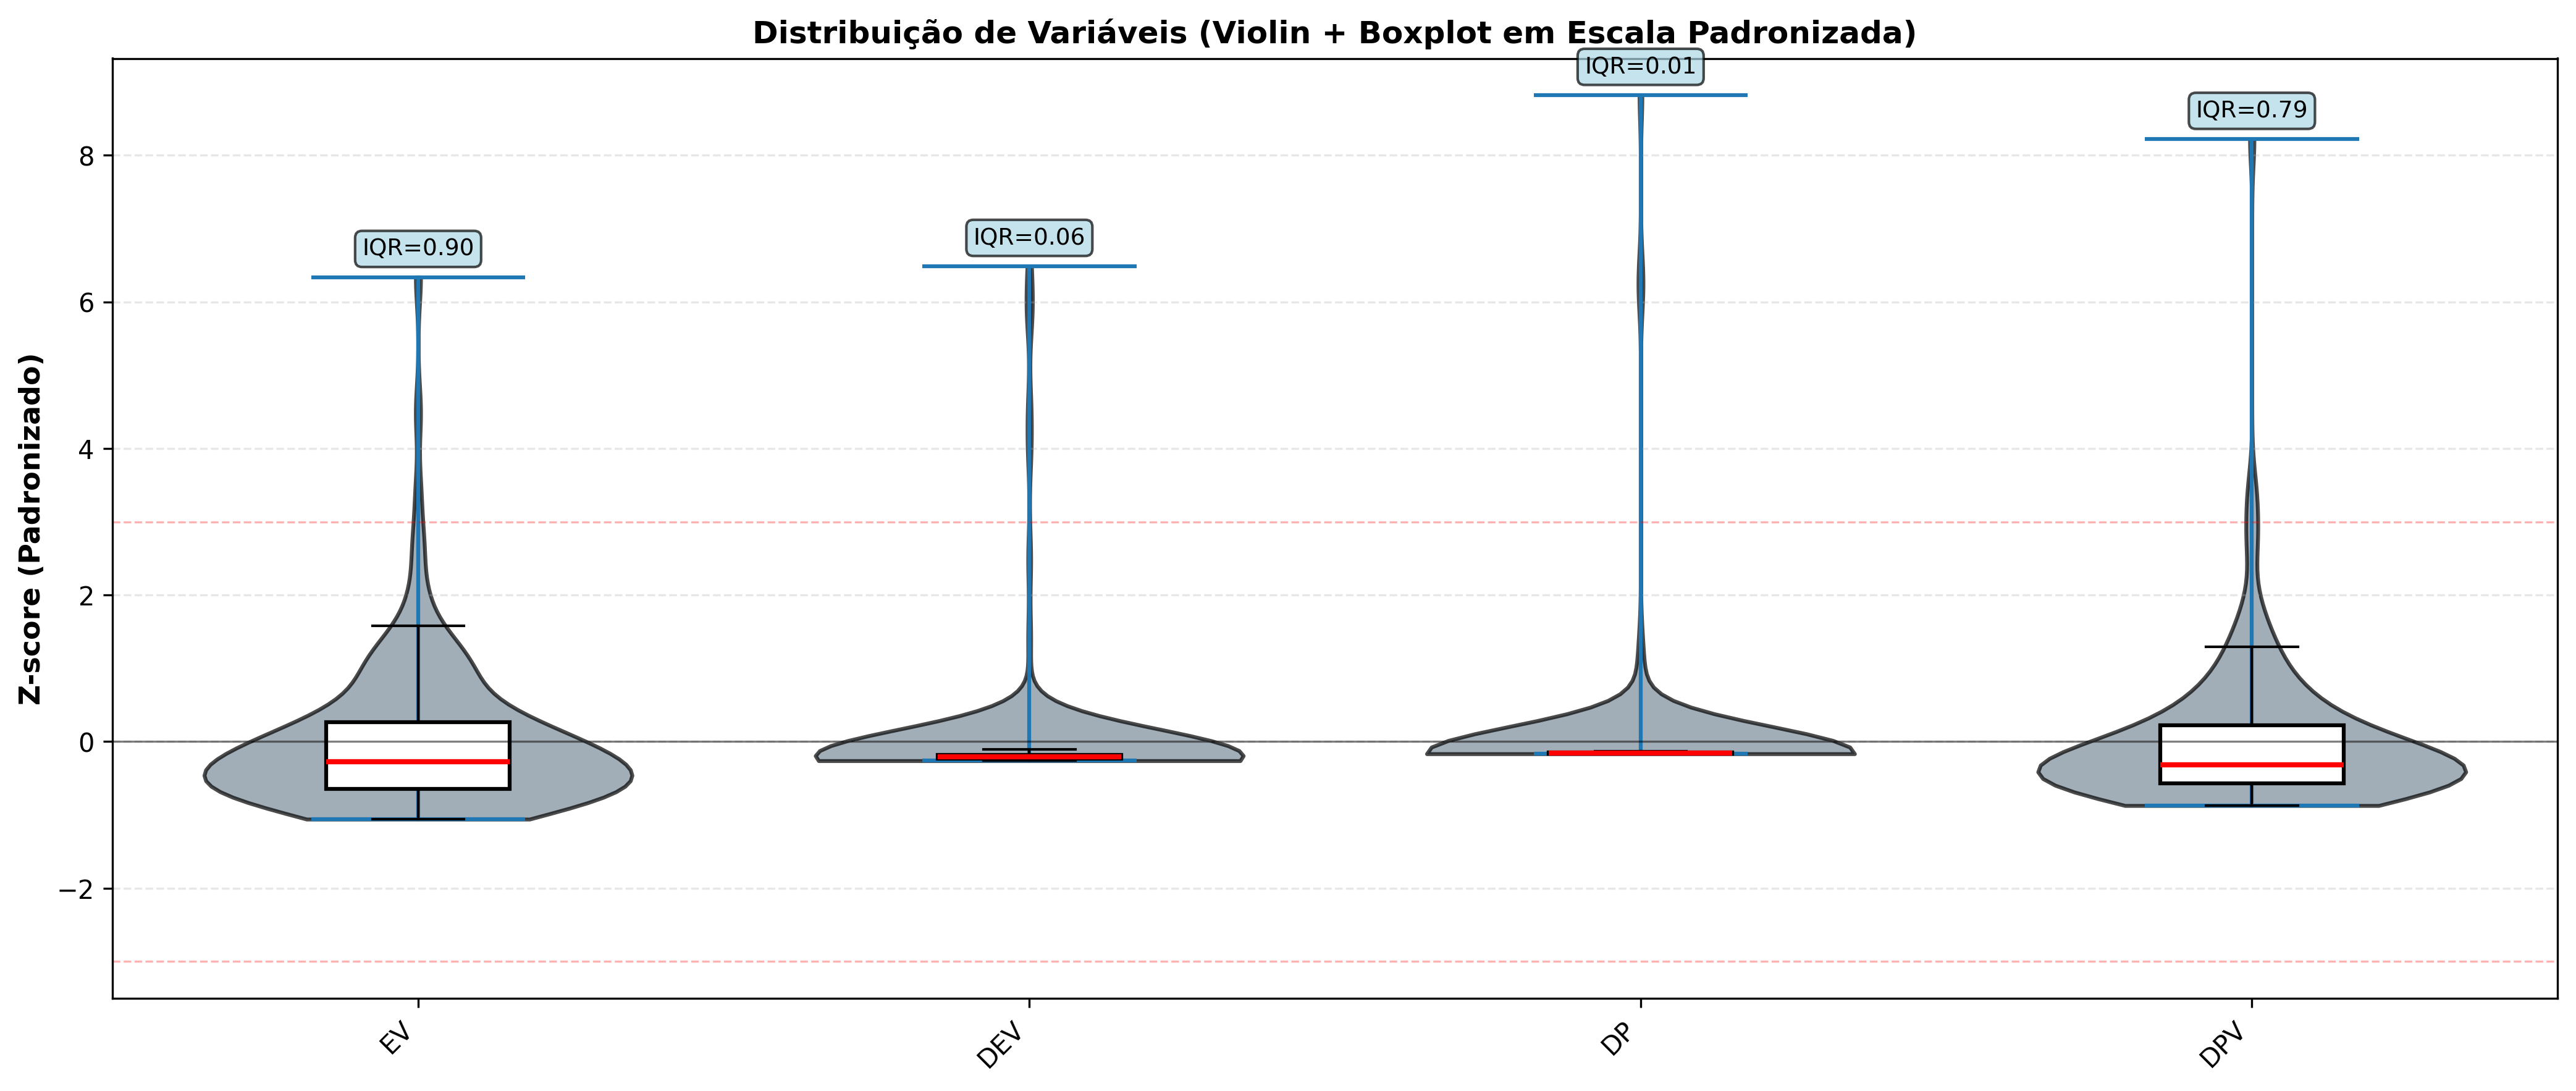 Distribuição de Variáveis (Violin + Boxplot em Escala Padronizada)
IQR=0.01
IQR=0.79
IQR=0.06
IQR=0.90
Z-score (Padronizado)
8
6
4
2
0
−2
EV
DEV
DP
DPV